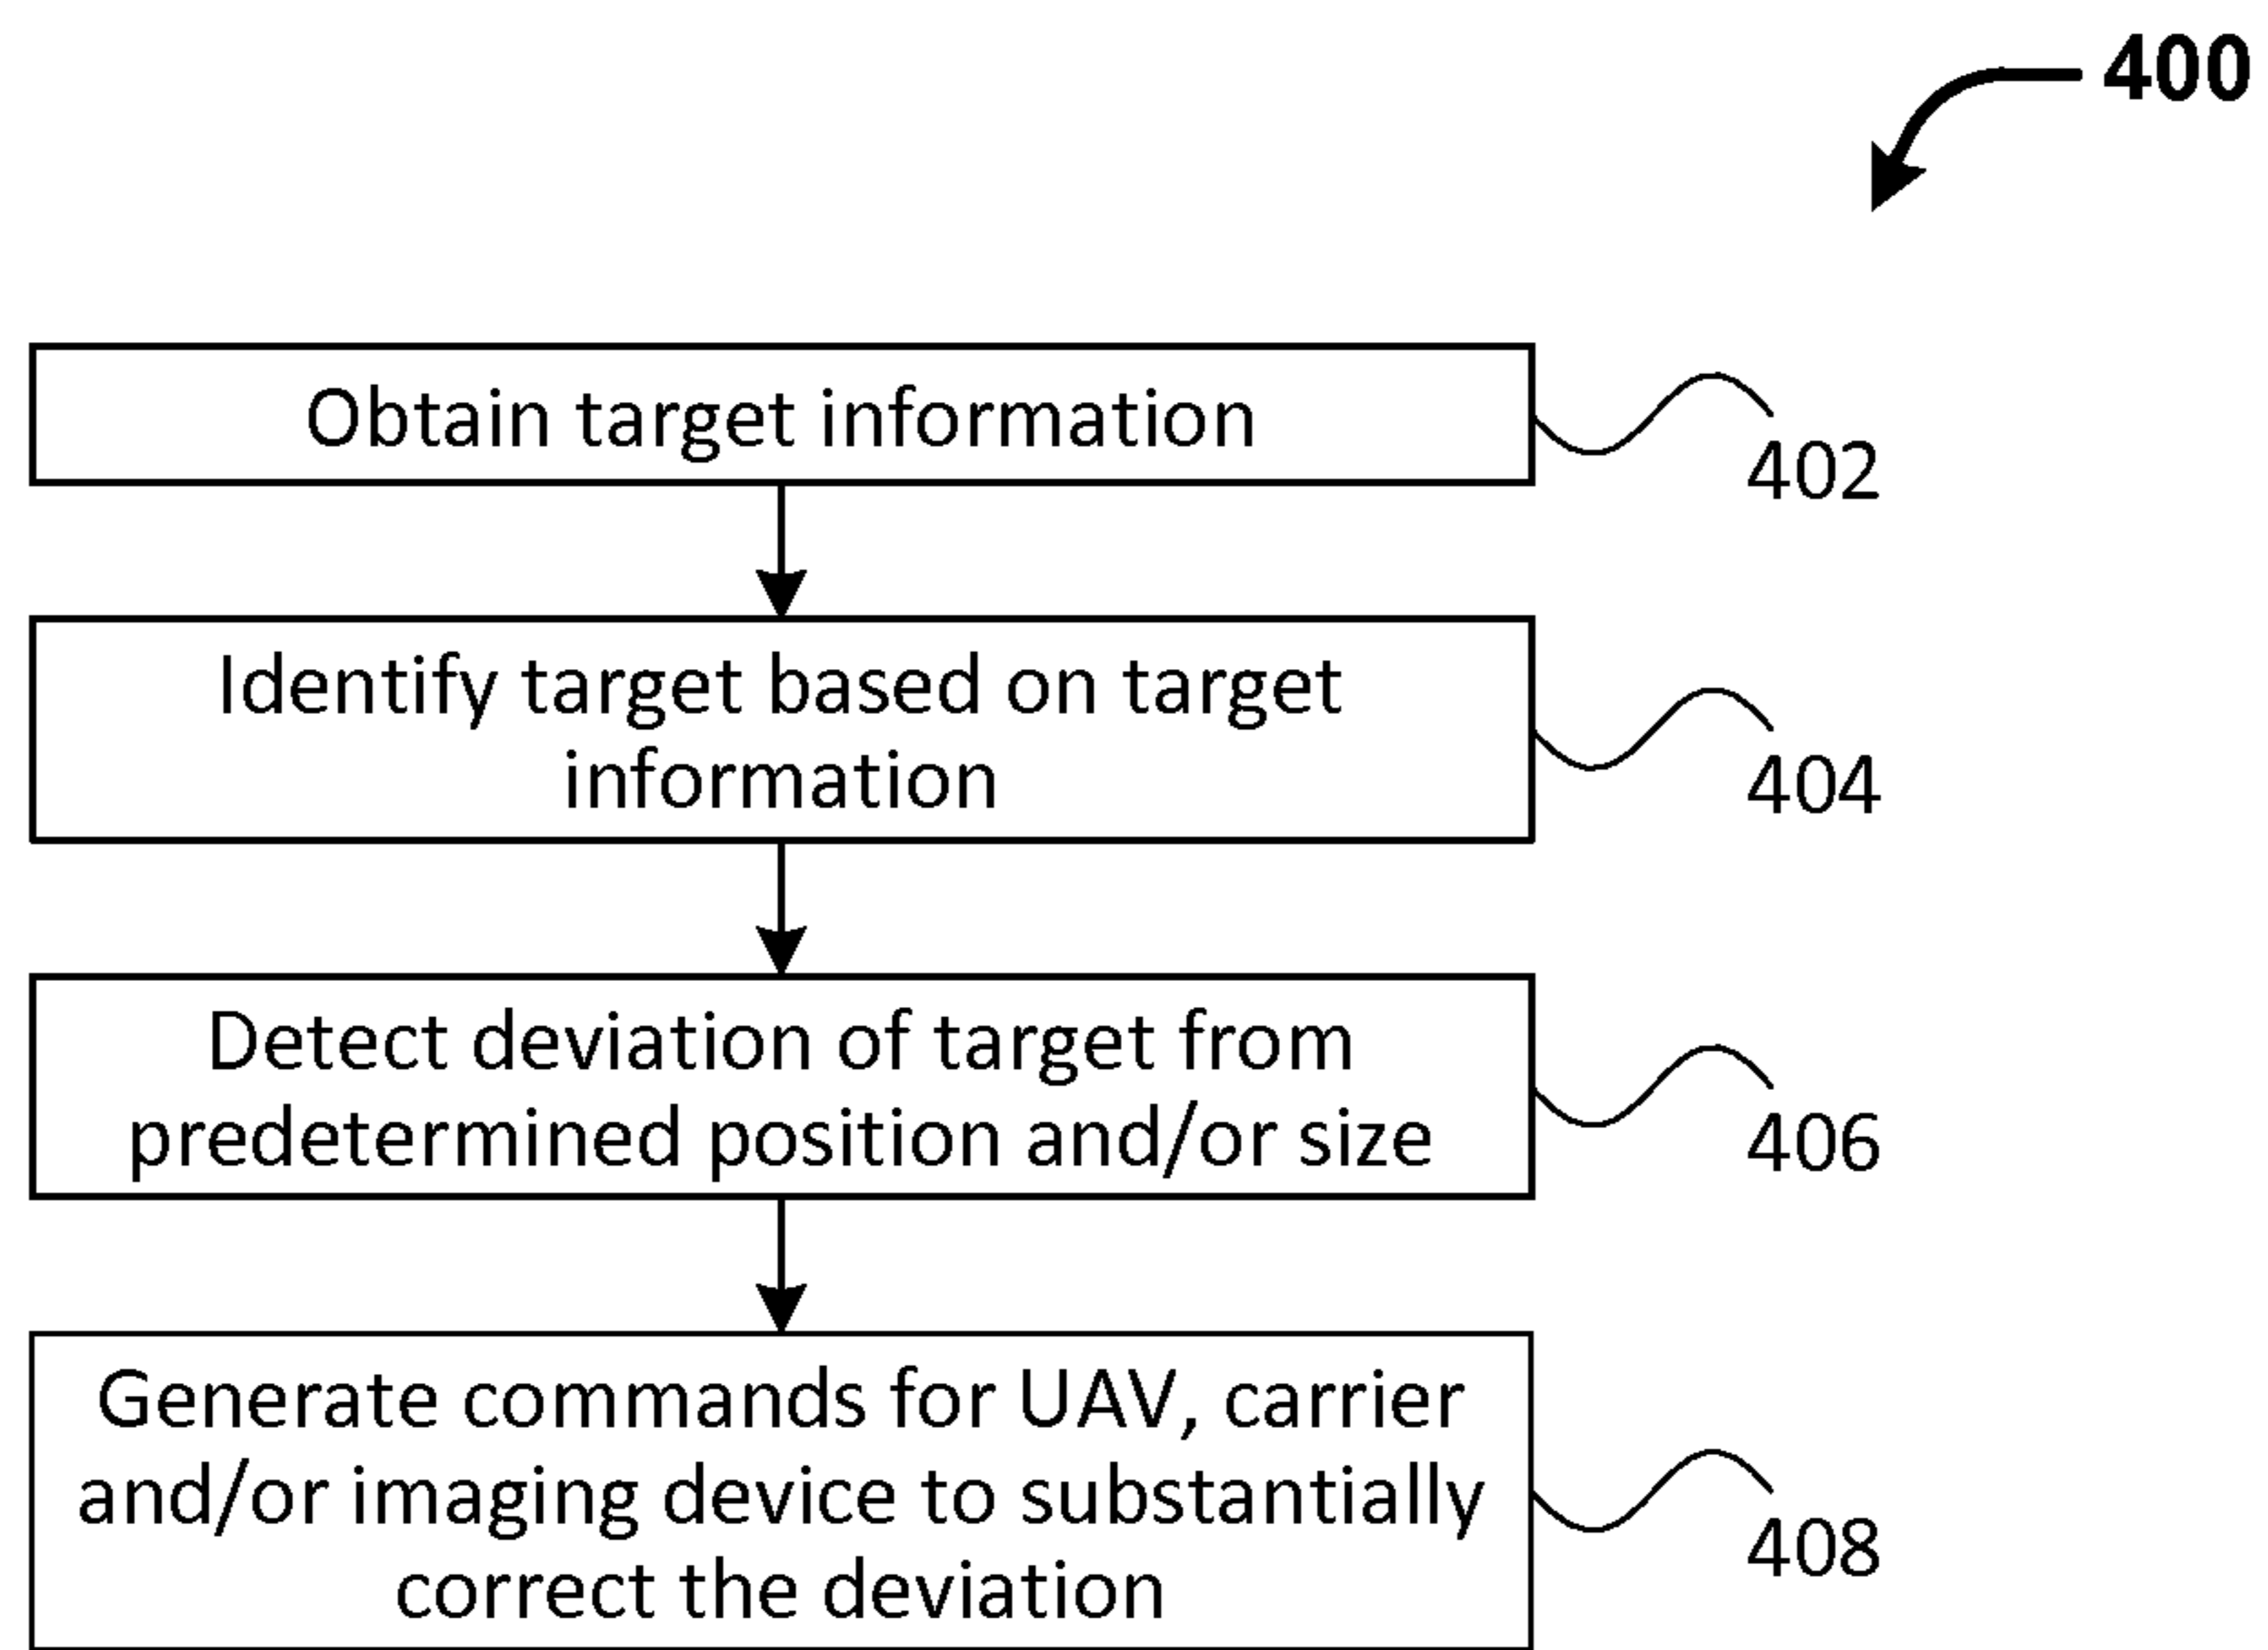 400
Obtain target information
402
Identify target based on target
information
404
Detect deviation of target from
predetermined position and/or size
406
Generate commands for UAV, carrier
and/or imaging device to substantially
correct the deviation
408